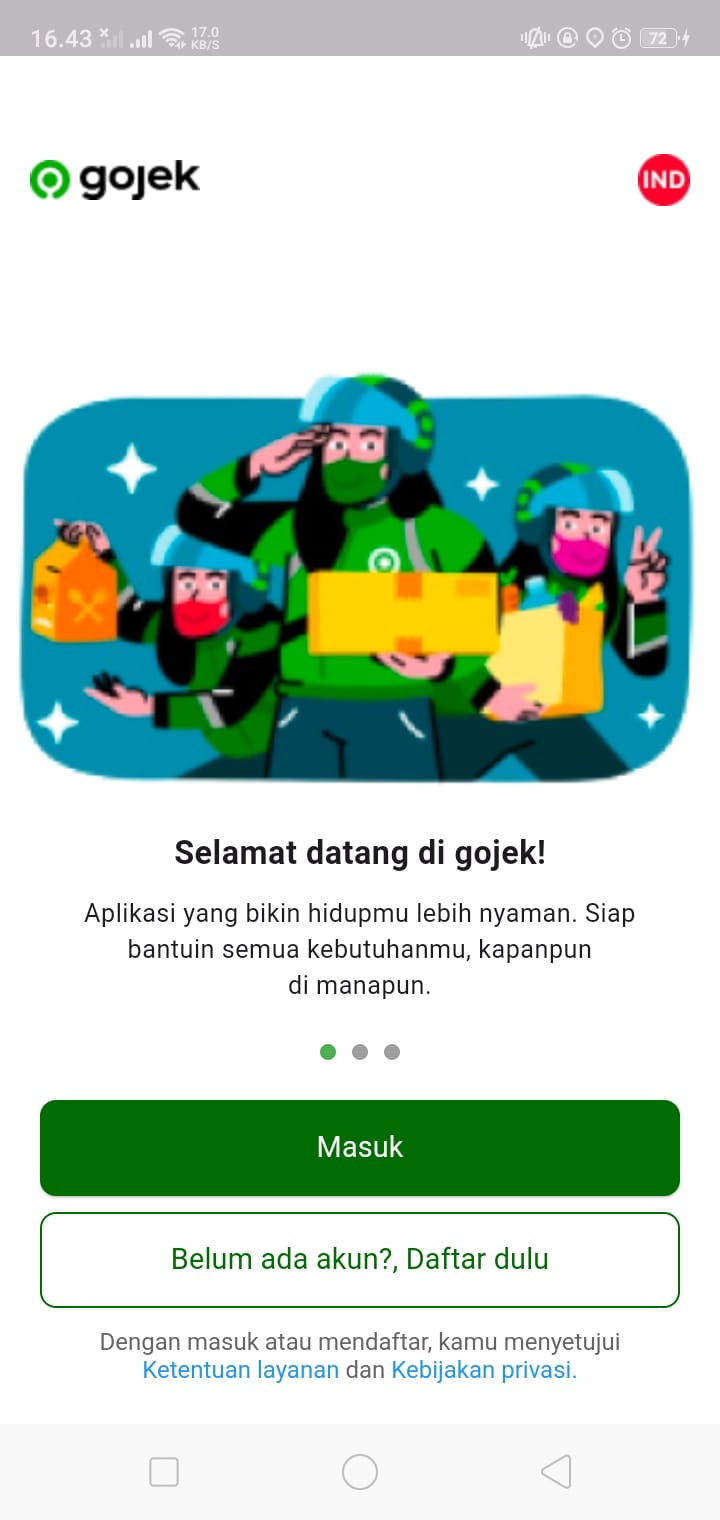 16.43 17.0 KB/S 72
gojek IND
Selamat datang di gojek!
Aplikasi yang bikin hidupmu lebih nyaman. Siap
bantuin semua kebutuhanmu, kapanpun
di manapun.
Masuk
Belum ada akun?, Daftar dulu
Dengan masuk atau mendaftar, kamu menyetujui
Ketentuan layanan dan Kebijakan privasi.